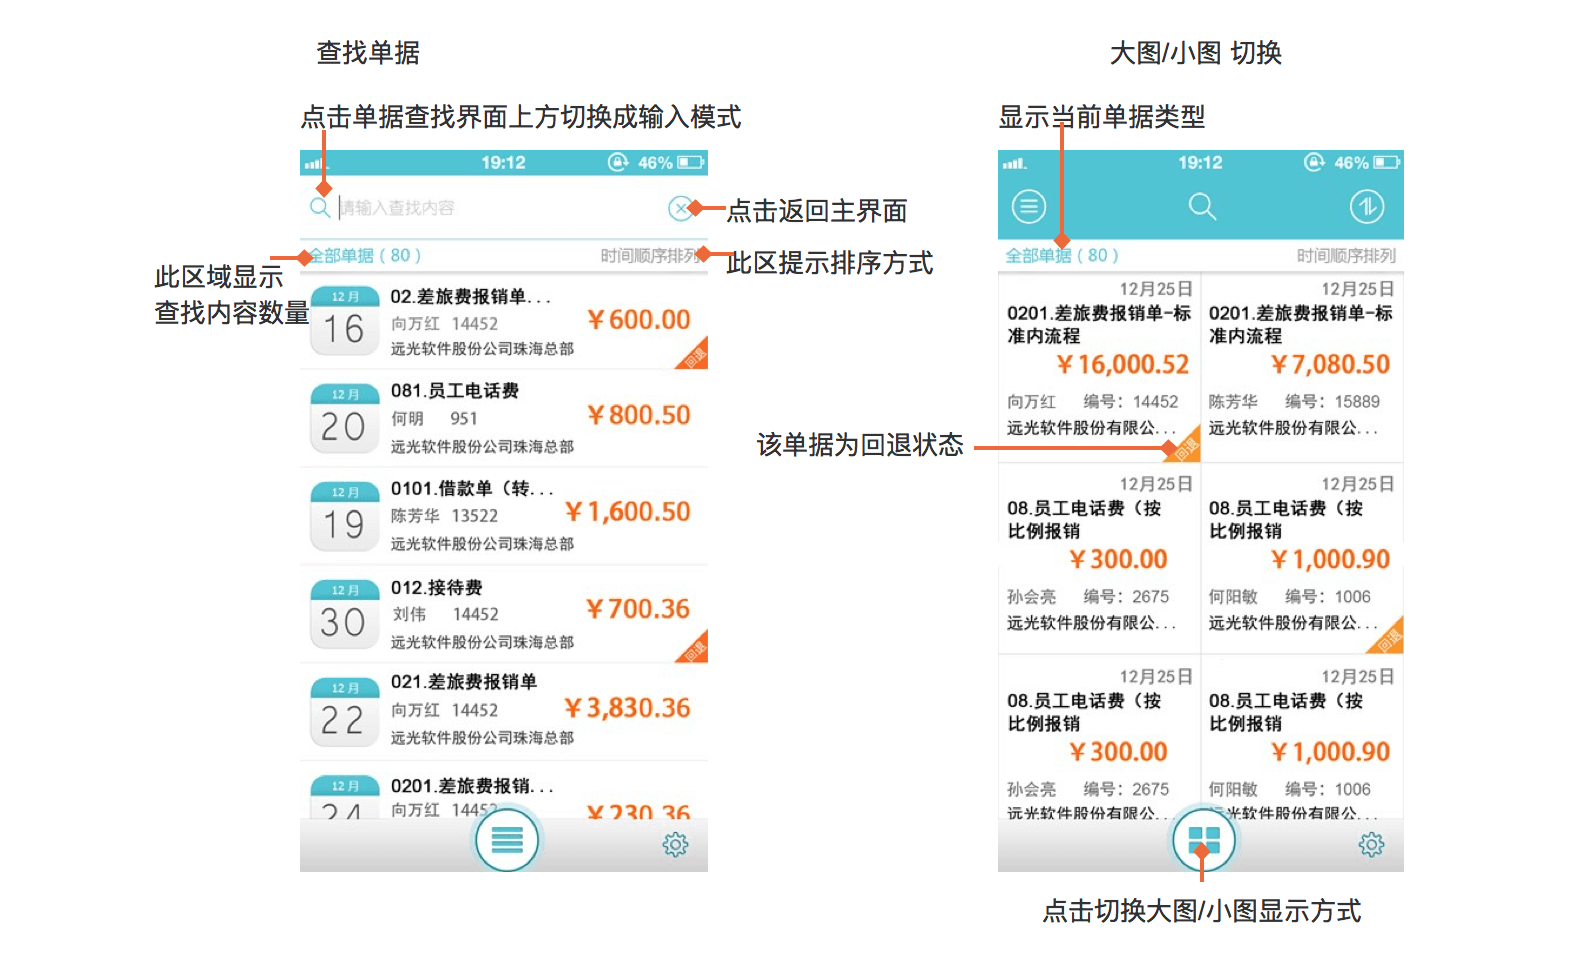 查找单据
点击单据查找界面上方切换成输入模式
19:12
46%
请输入查找内容
点击返回主界面
全部单据（80）
时间顺序排列
此区提示排序方式
此区域显示
查找内容数量
12月
16
02.差旅费报销单...
向万红 14452
远光软件股份公司珠海总部
￥600.00
回退
12月
20
081.员工电话费
何明 951
远光软件股份公司珠海总部
￥800.50
12月
19
0101.借款单（转...
陈芳华 13522
远光软件股份公司珠海总部
￥1,600.50
12月
30
012.接待费
刘伟 14452
远光软件股份公司珠海总部
￥700.36
回退
12月
22
021.差旅费报销单
向万红 14452
远光软件股份公司珠海总部
￥3,830.36
12月
24
0201.差旅费报销...
向万红 14452
￥230.36
大图/小图 切换
显示当前单据类型
19:12
46%
全部单据（80）
时间顺序排列
12月25日
0201.差旅费报销单-标
准内流程
￥16,000.52
向万红 编号：14452
远光软件股份有限公...
回退
12月25日
0201.差旅费报销单-标
准内流程
￥7,080.50
陈芳华 编号：15889
远光软件股份有限公...
该单据为回退状态
12月25日
08.员工电话费（按
比例报销
￥300.00
孙会亮 编号：2675
远光软件股份有限公...
12月25日
08.员工电话费（按
比例报销
￥1,000.90
何阳敏 编号：1006
远光软件股份有限公...
回退
12月25日
08.员工电话费（按
比例报销
￥300.00
孙会亮 编号：2675
远光软件股份有限公...
12月25日
08.员工电话费（按
比例报销
￥1,000.90
何阳敏 编号：1006
远光软件股份有限公...
点击切换大图/小图显示方式